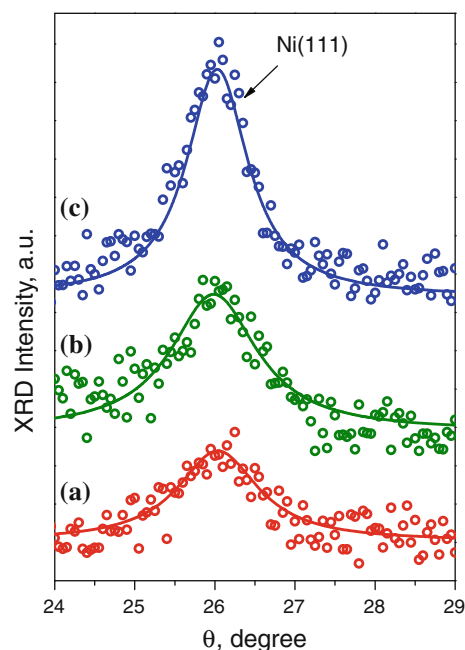 Ni(111)
(c)
(b)
(a)
XRD Intensity, a.u.
24 25 26 27 28 29
θ, degree